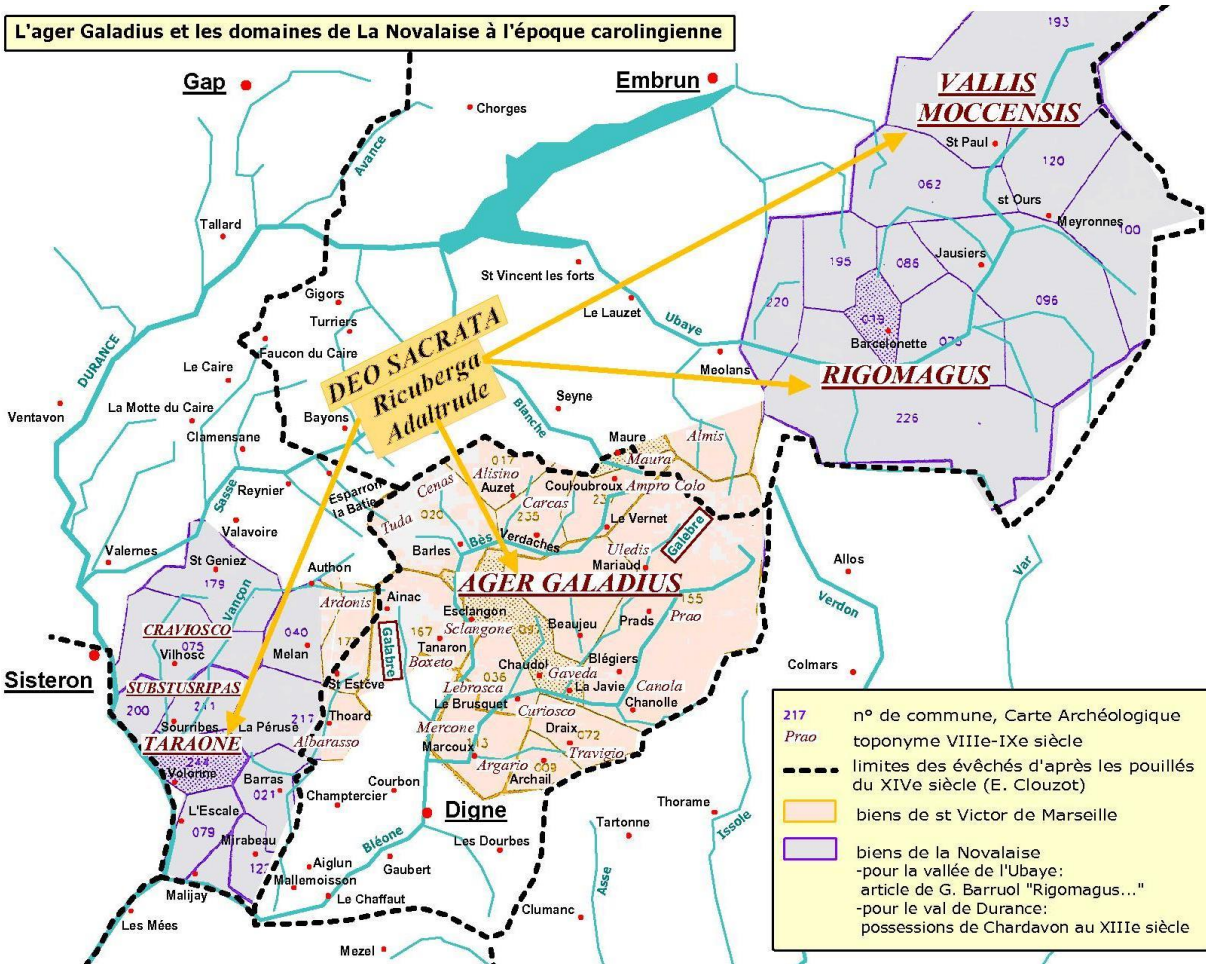 L'ager Galadius et les domaines de La Novalaise à l'époque carolingienne
193
Gap
Embrun
VALLIS
MOCCENSIS
Chorges
Avance
St Paul
120
062
st Ours
Meyronnes
100
Tallard
195
086
Jausiers
St Vincent les forts
Gigors
220
096
Le Lauzet
Turriers
Ubaye
019
Barcelonette
DURANCE
Faucon du Caire
DEO SACRATA
Ricuberga
Adaltrude
Meolans
RIGOMAGUS
Le Caire
Ventavon
La Motte du Caire
Bayons
Blanche
Seyne
226
Clamensane
Maure
Almis
Maura
017
Alisino
Sasse
Reynier
Esparron
la Batie
Cenas
Auzet
Couloubroux
Ampro Colo
Carcas
Tuda
020
235
Le Vernet
Valavoire
Verdaches
Bès
Galebre
Valernes
St Geniez
Barles
Uledis
Mariaud
Allos
Var
179
Authon
AGER GALADIUS
Verdon
Vançon
Ardonis
Ainac
Esclangon
155
Prads
Prao
CRAVIOSCO
040
075
Sclangone
Beaujeu
Galabre
167
Tanaron
Vilhosc
Melan
Boxeto
Chaudol
Blégiers
Colmars
Sisteron
St Estève
036
Gaveda
SUBSTUSRIPAS
Lebrosca
La Javie
Canola
200
Le Brusquet
Chanolle
217
Thoard
Curiosco
Sourribes
La Pérusse
Mercone
Draix
072
TARAONE
Albarasso
Marcoux
Travigio
244
Argario
009
Volonne
Barras
Archail
021
Courbon
L'Escale
Champtercier
Digne
Thorame
079
Tartonne
Issole
Mirabeau
Bléone
Les Dourbes
Aiglun
Gaubert
Asse
Mallemoisson
Malijay
Le Chaffaut
Clumanc
Les Mées
Mezel
217 n° de commune, Carte Archéologique
Prao toponyme VIIIe-IXe siècle
limites des évêchés d'après les pouillés
du XIVe siècle (E. Clouzot)
biens de st Victor de Marseille
biens de la Novalaise
-pour la vallée de l'Ubaye:
article de G. Barruol "Rigomagus..."
-pour le val de Durance:
possessions de Chardavon au XIIIe siècle